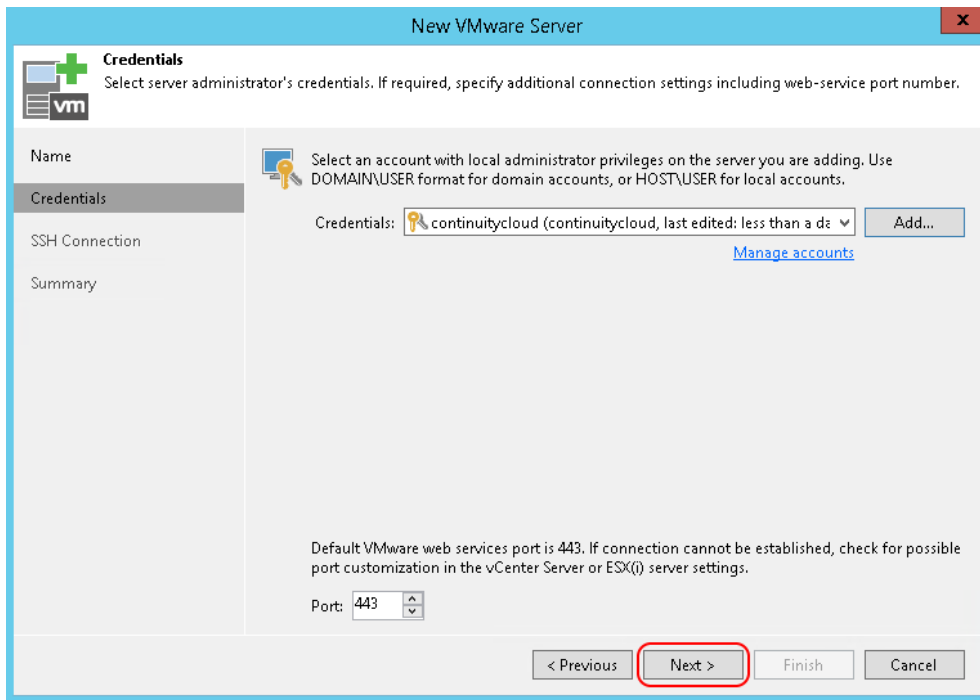 New VMware Server
x
Credentials
Select server administrator's credentials. If required, specify additional connection settings including web-service port number.
vm
Name
Credentials
SSH Connection
Summary
Select an account with local administrator privileges on the server you are adding. Use
DOMAIN\USER format for domain accounts, or HOST\USER for local accounts.
Credentials: continuitycloud (continuitycloud, last edited: less than a da Add...
Manage accounts
Default VMware web services port is 443. If connection cannot be established, check for possible
port customization in the vCenter Server or ESX(i) server settings.
Port: 443
< Previous Next > Finish Cancel